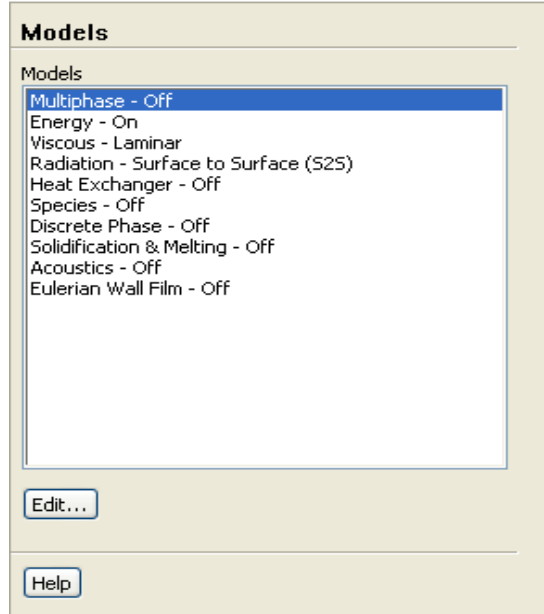 Models
Models
Multiphase - Off
Energy - On
Viscous - Laminar
Radiation - Surface to Surface (S2S)
Heat Exchanger - Off
Species - Off
Discrete Phase - Off
Solidification & Melting - Off
Acoustics - Off
Eulerian Wall Film - Off
Edit...
Help